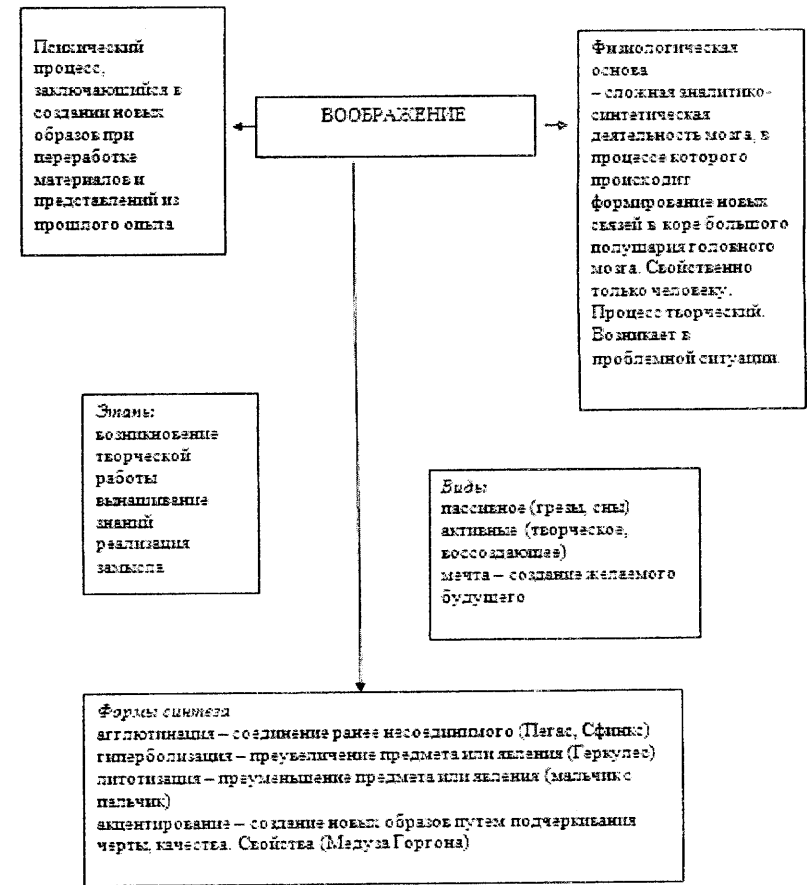 ВООБРАЖЕНИЕ
Психический
процесс,
заключающийся в
создании новых
образов при
переработке
материалов и
представлений из
прошлого опыта
Физиологическая
основа
– сложная аналитико-
синтетическая
деятельность мозга, в
процессе которого
происходит
формирование новых
связей в коре большого
полушария головного
мозга. Свойственно
только человеку.
Процесс творческий.
Возникает в
проблемной ситуации.
Этапы:
возникновение
творческой
работы
вынашивание
знаний
реализация
замысла
Виды:
пассивное (грезы, сны)
активные (творческое,
воссоздающее)
мечта – создание желаемого
будущего
Формы синтеза
агглютинация – соединение ранее несоединимого (Пегас, Сфинкс)
гиперболизация – преувеличение предмета или явления (Геркулес)
литотизация – преуменьшение предмета или явления (мальчик с
пальчик)
акцентирование – создание новых образов путем подчеркивания
черты, качества. Свойства (Медуза Горгона)